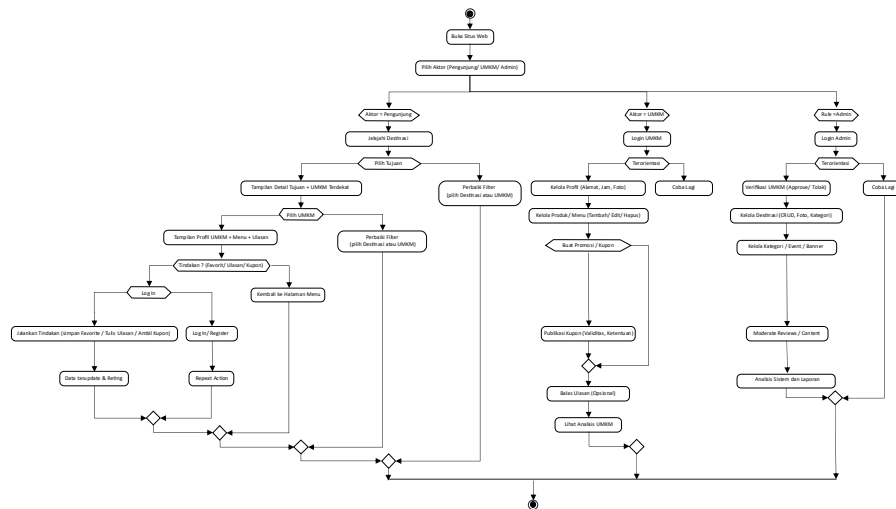 Buka Situs Web
Pilih Aktor (Pengunjung/ UMKM/ Admin)
Aktor = Pengunjung
Aktor = UMKM
Rule =Admin
Jelajahi Destinasi
Login UMKM
Login Admin
Pilih Tujuan
Terorientasi
Terorientasi
Tampilan Detail Tujuan + UMKM Terdekat
Perbaiki Filter
(pilih Destinasi atau UMKM)
Kelola Profil (Alamat, Jam, Foto)
Coba Lagi
Verifikasi UMKM (Approve/ Tolak)
Coba Lagi
Pilih UMKM
Kelola Produk/ Menu (Tambah/ Edit/ Hapus)
Kelola Destinasi (CRUD, Foto, Kategori)
Tampilan Profil UMKM + Menu + Ulasan
Perbaiki Filter
(pilih Destinasi atau UMKM)
Buat Promosi / Kupon
Kelola Kategori / Event / Banner
Tindakan ? (Favorit/ Ulasan/ Kupon)
Log In
Kembali ke Halaman Menu
Jalankan Tindakan (simpan Favorite / Tulis Ulasan / Ambil Kupon)
Log In/ Register
Publikasi Kupon (Validitas, Ketentuan)
Moderate Reviews / Content
Data terupdate & Reting
Repeat Action
Analisis Sistem dan Laporan
Balas Ulasan (Opsional)
Lihat Analisis UMKM